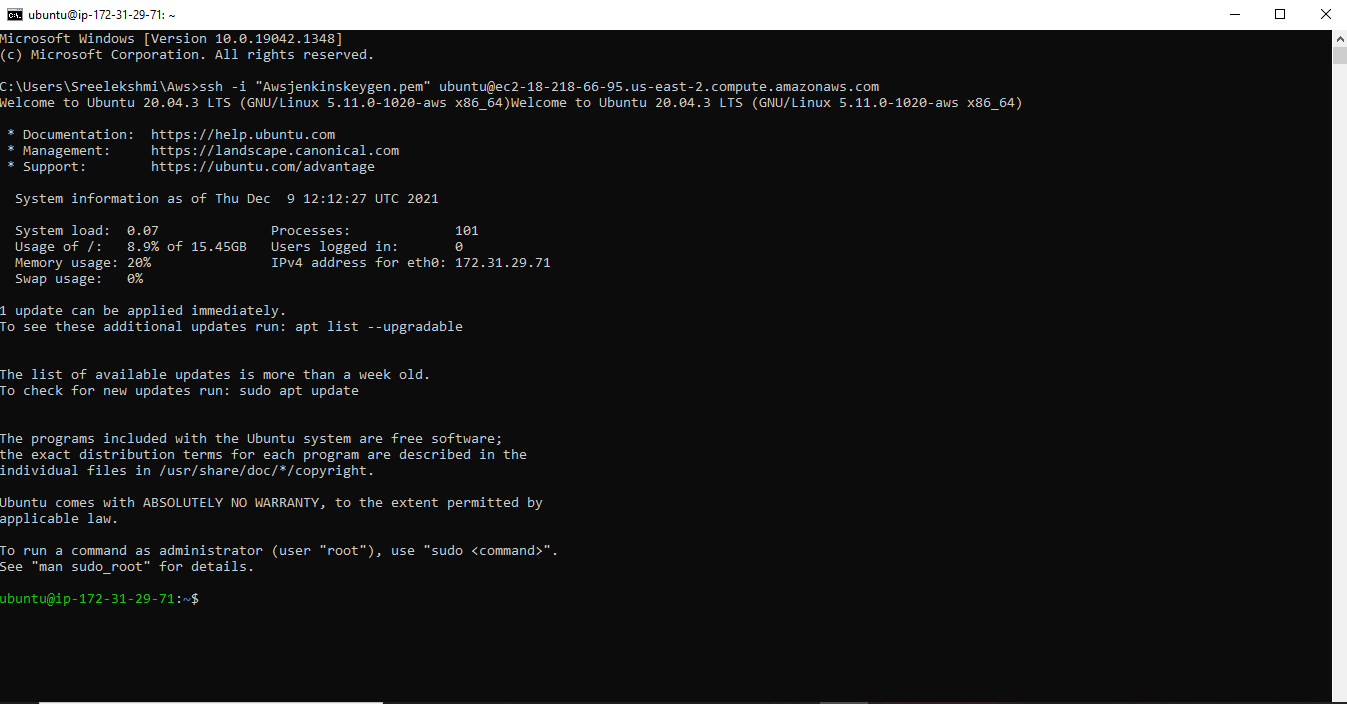 ubuntu@ip-172-31-29-71: ~
Microsoft Windows [Version 10.0.19042.1348]
(c) Microsoft Corporation. All rights reserved.
C:\Users\Sreelekshmi\Aws>ssh -i "Awsjenkinskeygen.pem" ubuntu@ec2-18-218-66-95.us-east-2.compute.amazonaws.com
Welcome to Ubuntu 20.04.3 LTS (GNU/Linux 5.11.0-1020-aws x86_64)Welcome to Ubuntu 20.04.3 LTS (GNU/Linux 5.11.0-1020-aws x86_64)
 * Documentation:  https://help.ubuntu.com
 * Management:     https://landscape.canonical.com
 * Support:        https://ubuntu.com/advantage
  System information as of Thu Dec  9 12:12:27 UTC 2021
  System load:  0.07              Processes:             101
  Usage of /:   8.9% of 15.45GB   Users logged in:       0
  Memory usage: 20%               IPv4 address for eth0: 172.31.29.71
  Swap usage:   0%
1 update can be applied immediately.
To see these additional updates run: apt list --upgradable
The list of available updates is more than a week old.
To check for new updates run: sudo apt update
The programs included with the Ubuntu system are free software;
the exact distribution terms for each program are described in the
individual files in /usr/share/doc/*/copyright.
Ubuntu comes with ABSOLUTELY NO WARRANTY, to the extent permitted by
applicable law.
To run a command as administrator (user "root"), use "sudo <command>".
See "man sudo_root" for details.
ubuntu@ip-172-31-29-71:~$